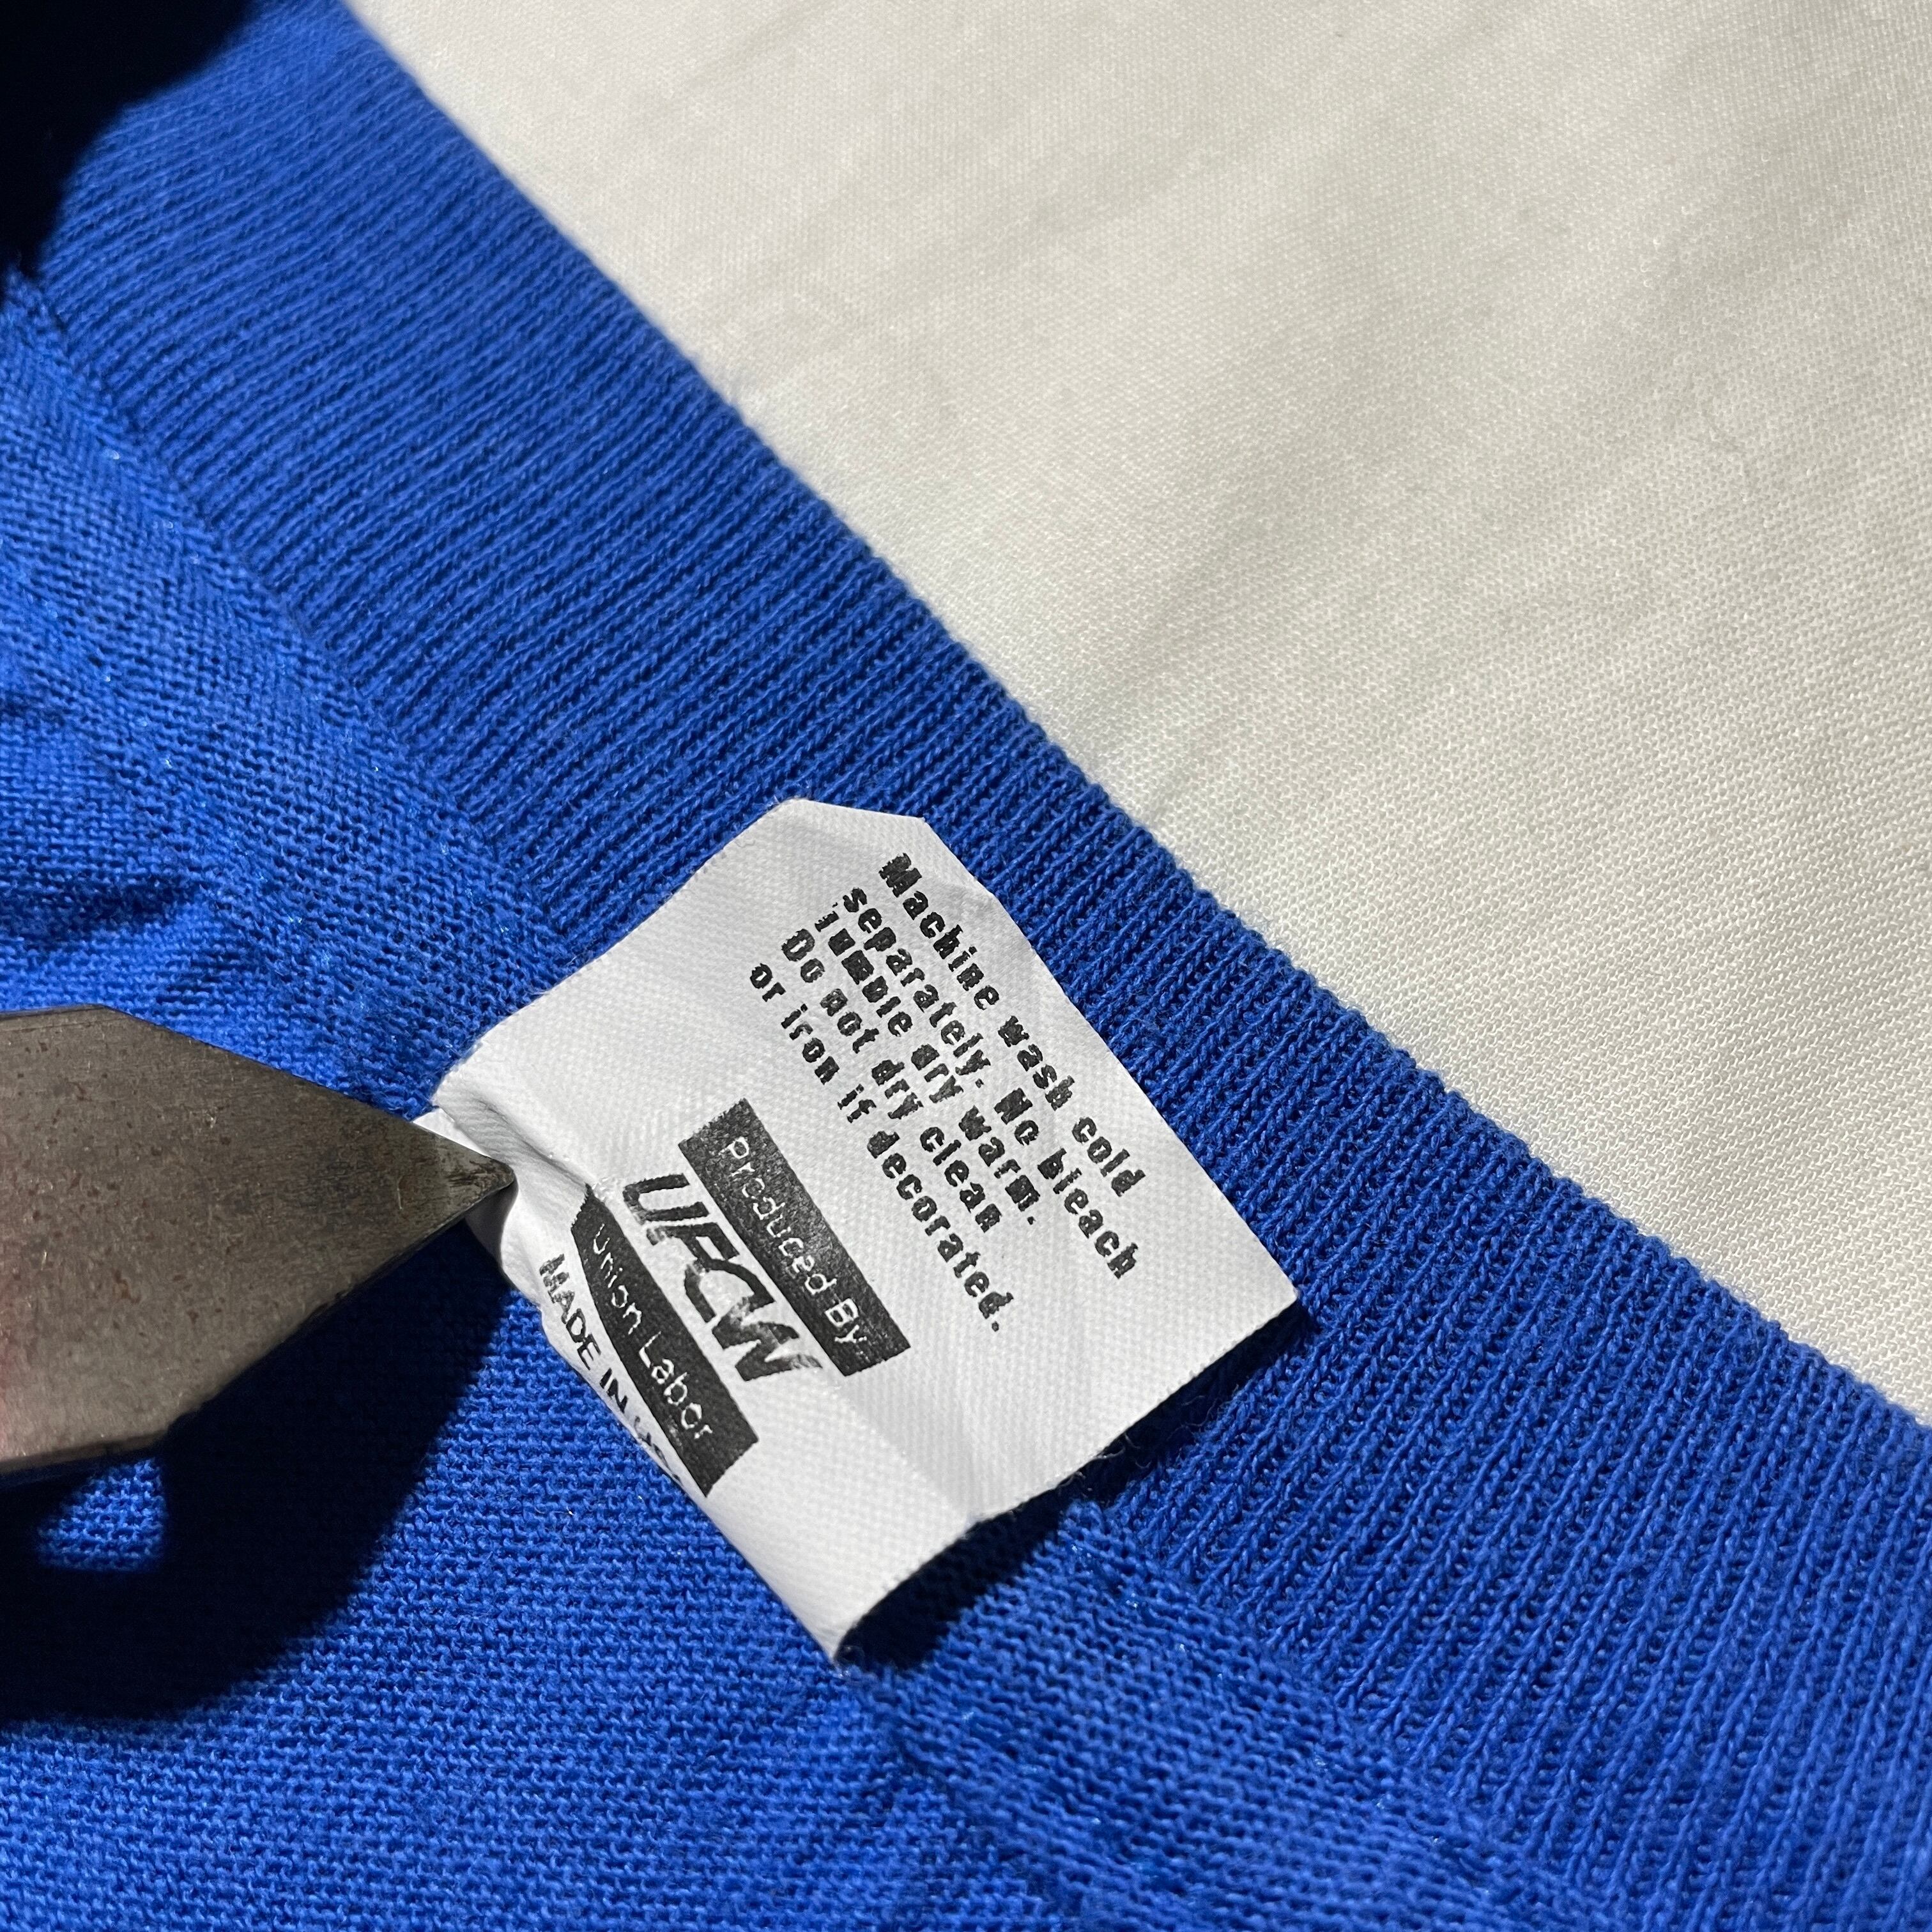 Machine wash cold
separately. No bleach
Tumble dry warm.
Do not dry clean
or iron if decorated.
Produced By
UFCW
Union Labor
MADE IN